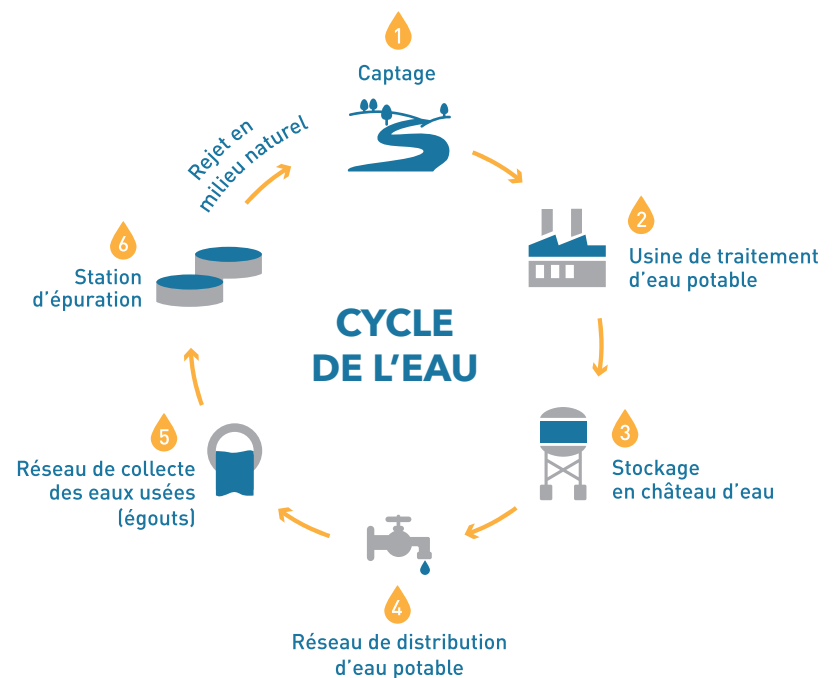 1
Captage
Rejet en
milieu naturel
2
Usine de traitement
d'eau potable
6
Station
d'épuration
CYCLE
DE L'EAU
3
Stockage
en château d'eau
5
Réseau de collecte
des eaux usées
(égouts)
4
Réseau de distribution
d'eau potable